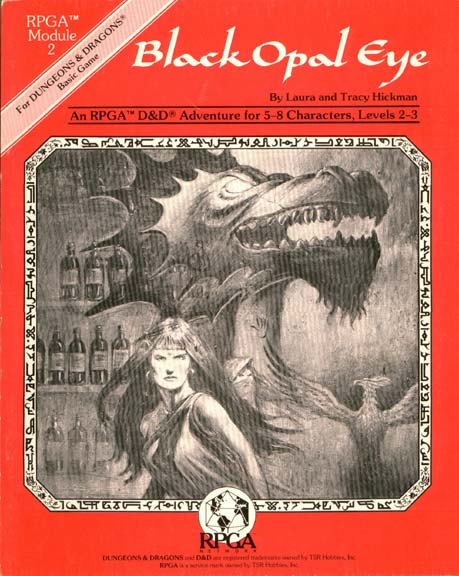 RPGA™
Module
2
For DUNGEONS & DRAGONS®
Basic Game
Black Opal Eye
By Laura and Tracy Hickman
An RPGA™ D&D® Adventure for 5-8 Characters, Levels 2-3
RPGA
NETWORK
DUNGEONS & DRAGONS and D&D are registered trademarks owned by TSR Hobbies, Inc.
RPGA is a service mark owned by TSR Hobbies, Inc.